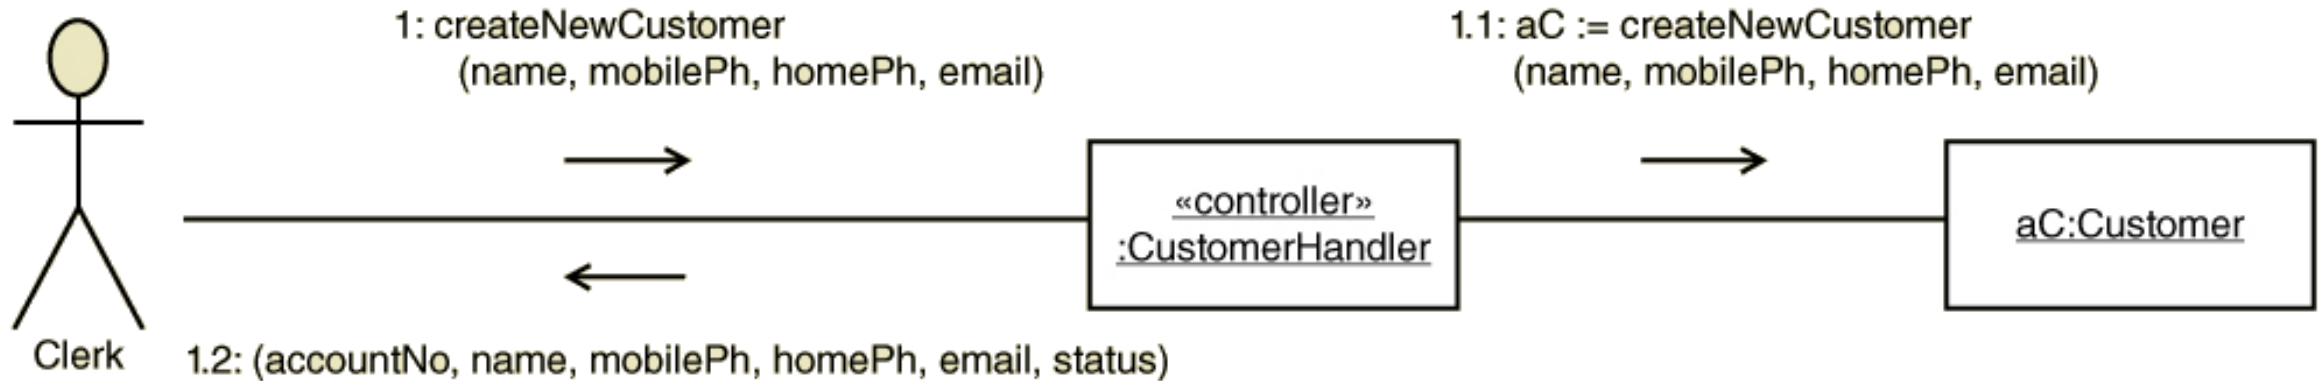 1: createNewCustomer
(name, mobilePh, homePh, email)
1.1: aC := createNewCustomer
(name, mobilePh, homePh, email)
«controller»
:CustomerHandler
aC:Customer
Clerk
1.2: (accountNo, name, mobilePh, homePh, email, status)